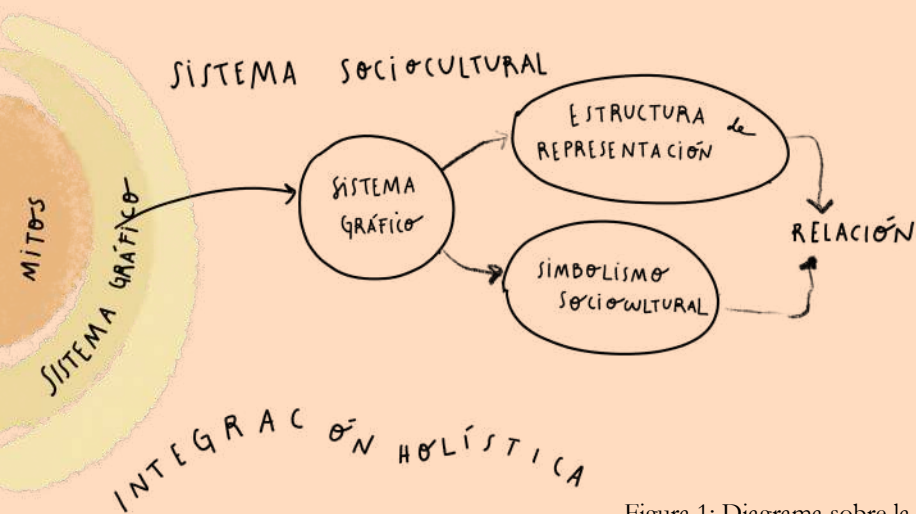 SISTEMA SOCIOCULTURAL
MITOS
SISTEMA GRÁFICO
SISTEMA
GRÁFICO
ESTRUCTURA de
REPRESENTACIÓN
SIMBOLISMO
SOCIOCULTURAL
RELACIÓN
INTEGRACIÓN HOLÍSTICA
Figura 1: Diagrama sobre la